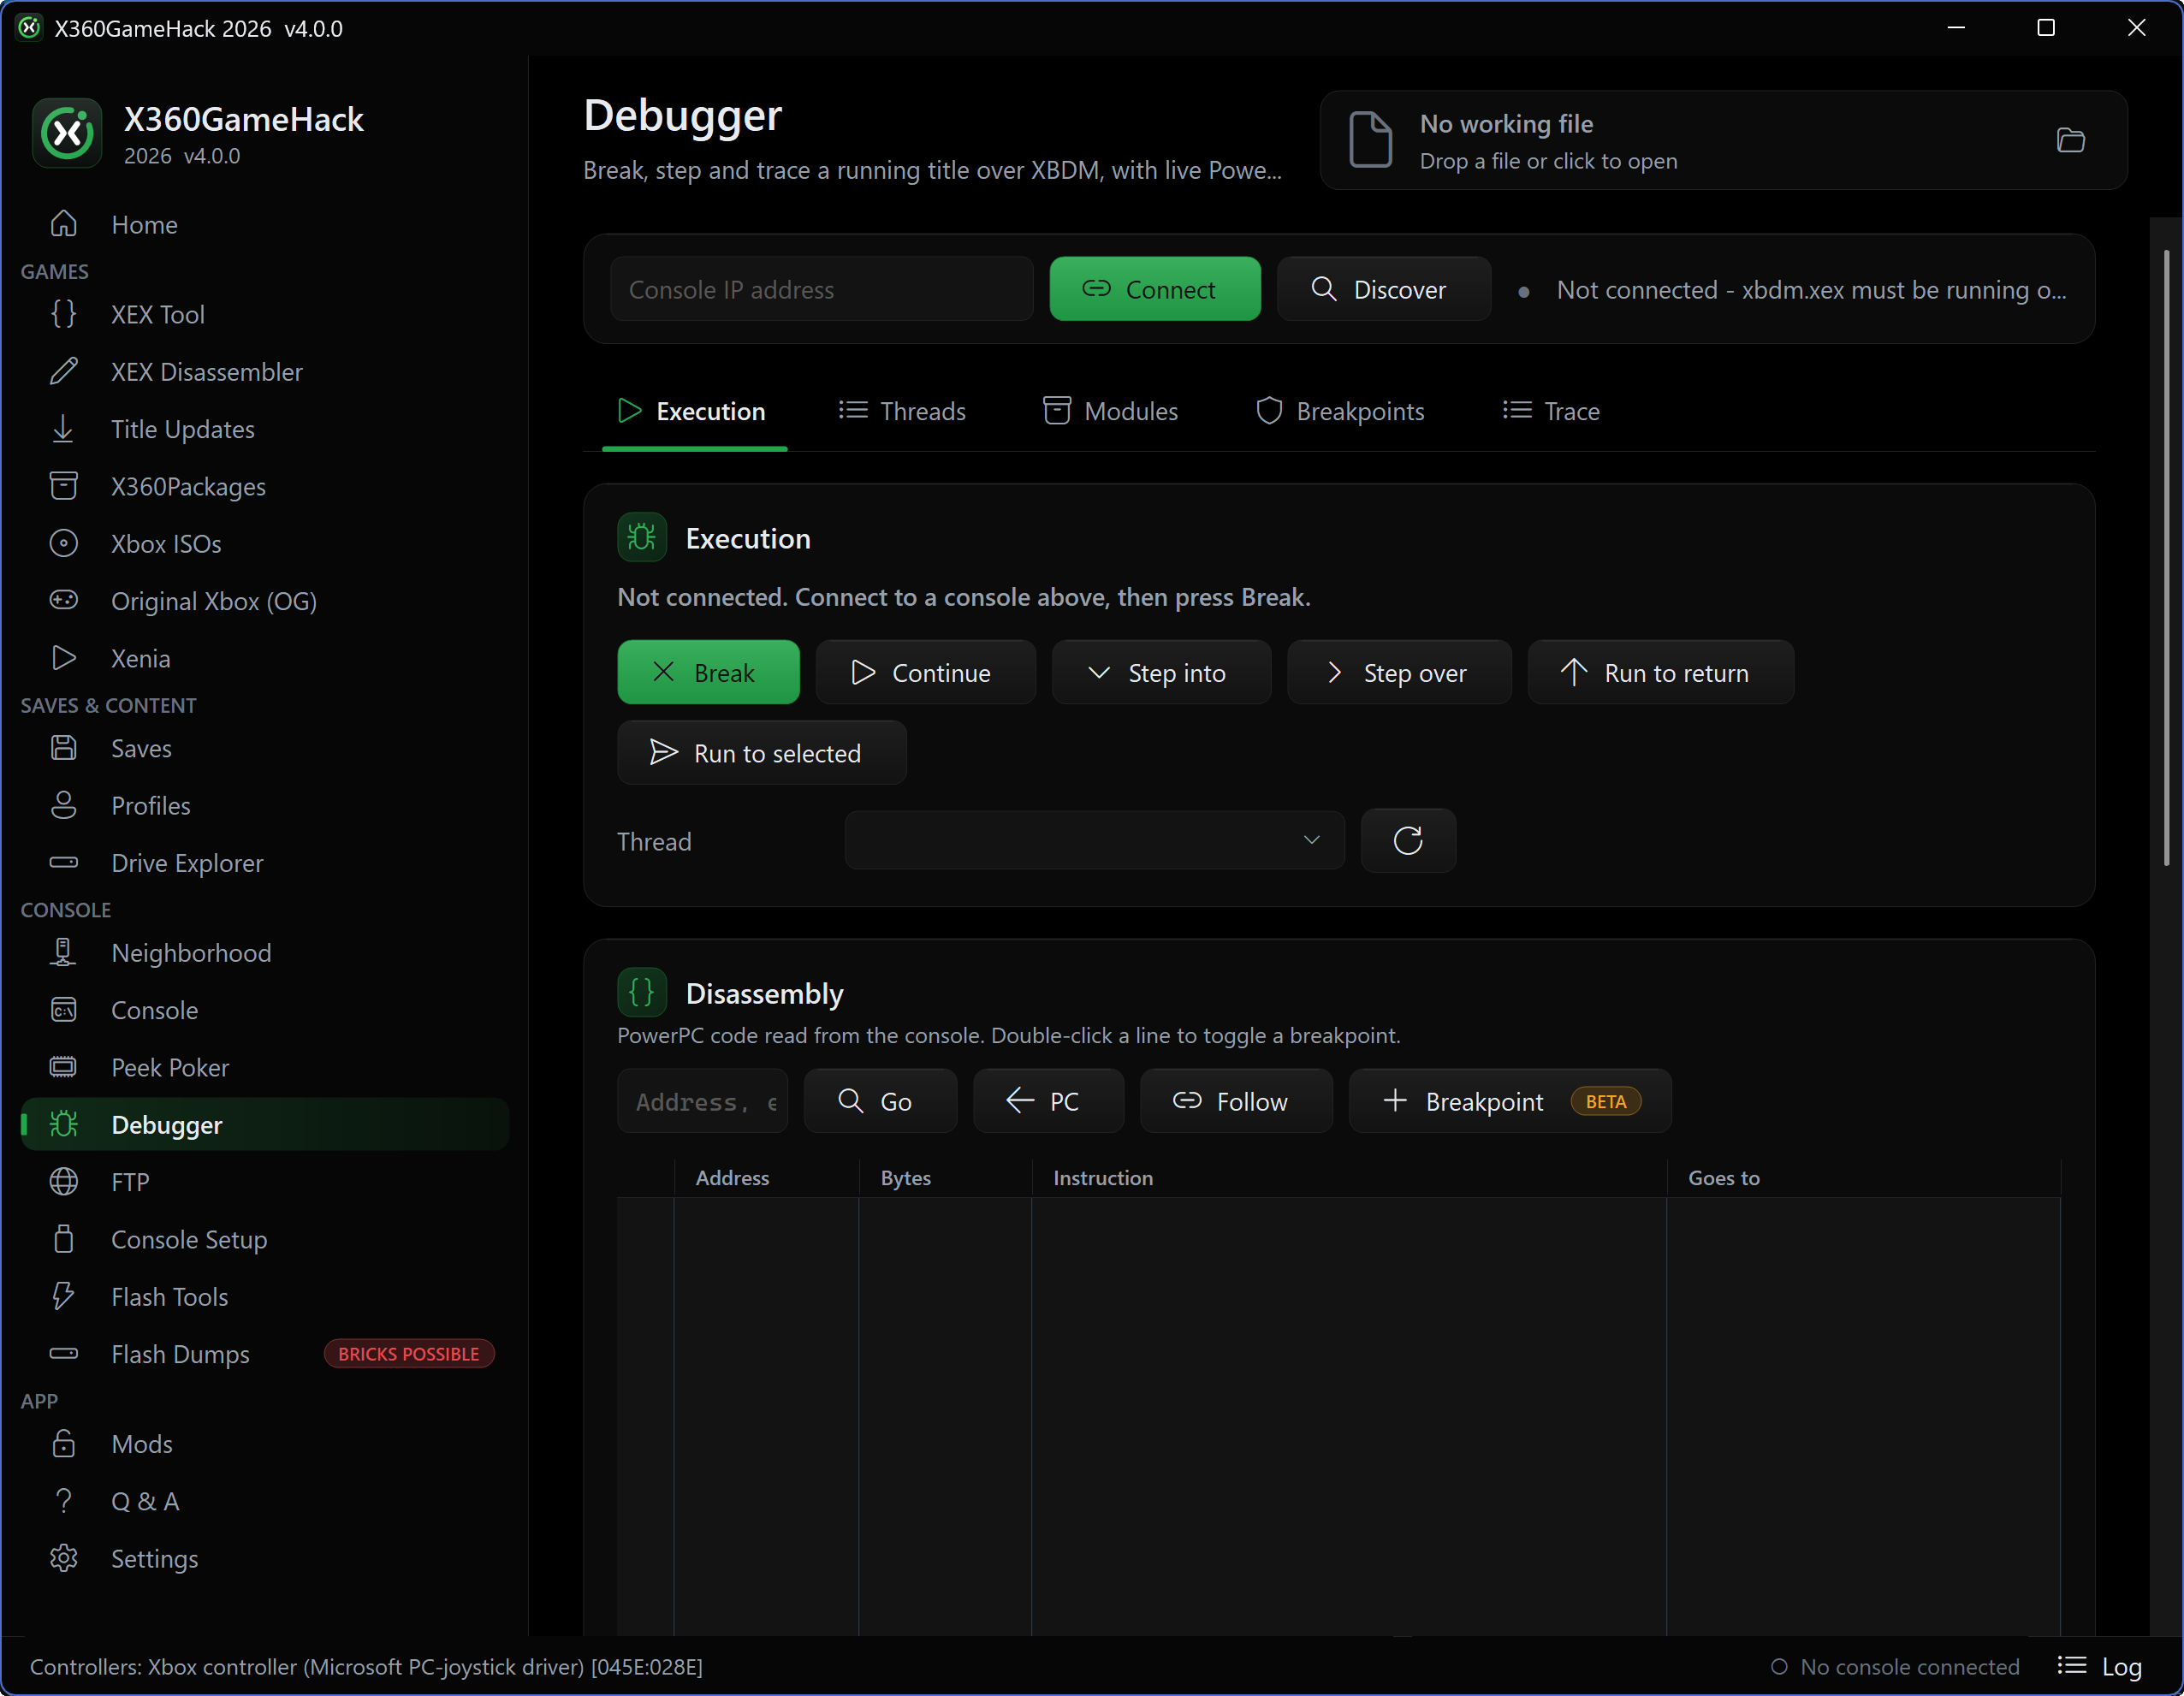 X360GameHack 2026 v4.0.0
X360GameHack
2026 v4.0.0
Home
GAMES
XEX Tool
XEX Disassembler
Title Updates
X360Packages
Xbox ISOs
Original Xbox (OG)
Xenia
SAVES & CONTENT
Saves
Profiles
Drive Explorer
CONSOLE
Neighborhood
Console
Peek Poker
Debugger
FTP
Console Setup
Flash Tools
Flash Dumps BRICKS POSSIBLE
APP
Mods
Q & A
Settings
Debugger
Break, step and trace a running title over XBDM, with live Powe...
No working file
Drop a file or click to open
Console IP address Connect Discover Not connected - xbdm.xex must be running o...
Execution Threads Modules Breakpoints Trace
Execution
Not connected. Connect to a console above, then press Break.
Break Continue Step into Step over Run to return
Run to selected
Thread
Disassembly
PowerPC code read from the console. Double-click a line to toggle a breakpoint.
Address, e Go PC Follow Breakpoint BETA
Address Bytes Instruction Goes to
Controllers: Xbox controller (Microsoft PC-joystick driver) [045E:028E] No console connected Log